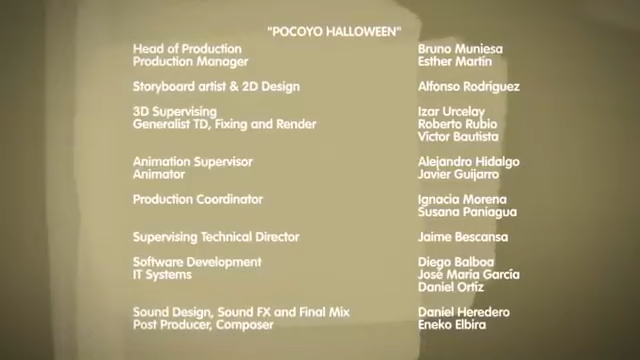 "POCOYO HALLOWEEN"
Head of Production Bruno Muniesa
Production Manager Esther Martín
Storyboard artist & 2D Design Alfonso Rodríguez
3D Supervising Izar Urcelay
Generalist TD, Fixing and Render Roberto Rubio
Victor Bautista
Animation Supervisor Alejandro Hidalgo
Animator Javier Guijarro
Production Coordinator Ignacia Morena
Susana Paniagua
Supervising Technical Director Jaime Bescansa
Software Development Diego Balboa
IT Systems José María García
Daniel Ortiz
Sound Design, Sound FX and Final Mix Daniel Heredero
Post Producer, Composer Eneko Elbira